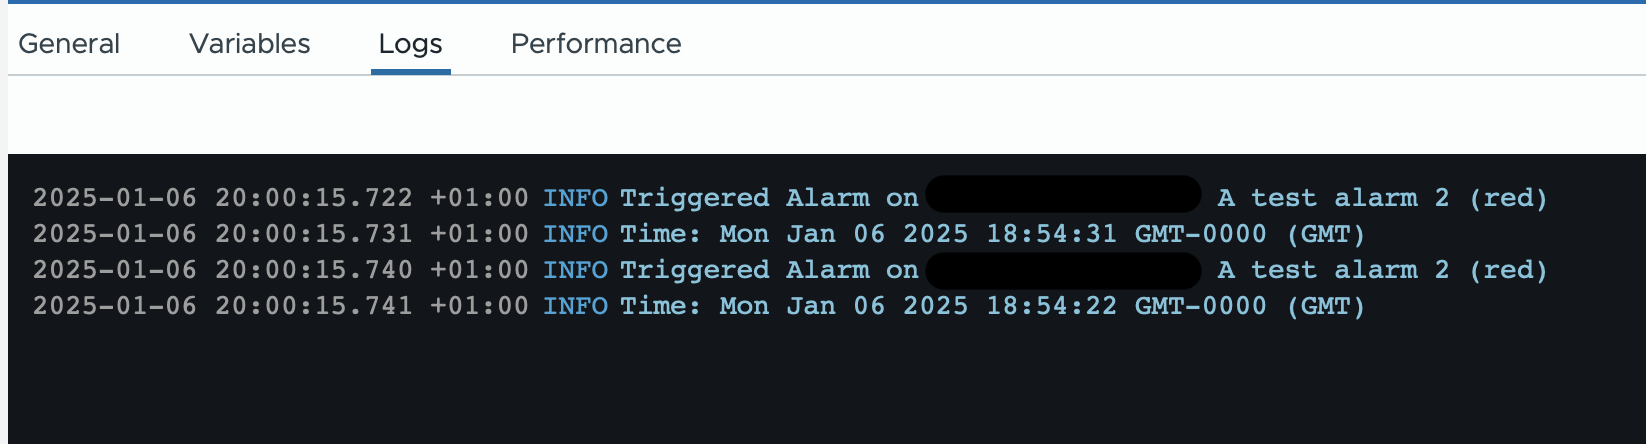 General Variables Logs Performance
2025-01-06 20:00:15.722 +01:00 INFO Triggered Alarm on A test alarm 2 (red)
2025-01-06 20:00:15.731 +01:00 INFO Time: Mon Jan 06 2025 18:54:31 GMT-0000 (GMT)
2025-01-06 20:00:15.740 +01:00 INFO Triggered Alarm on A test alarm 2 (red)
2025-01-06 20:00:15.741 +01:00 INFO Time: Mon Jan 06 2025 18:54:22 GMT-0000 (GMT)